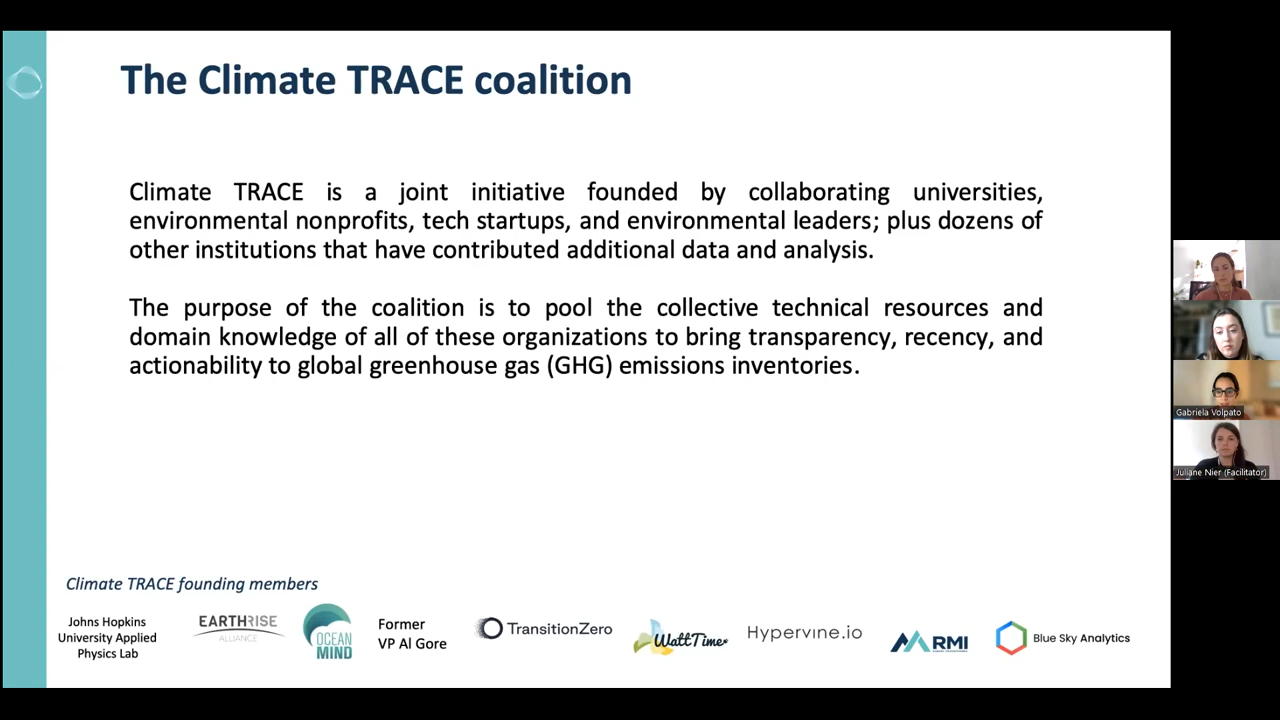 The Climate TRACE coalition
Climate TRACE is a joint initiative founded by collaborating universities,
environmental nonprofits, tech startups, and environmental leaders; plus dozens of
other institutions that have contributed additional data and analysis.
The purpose of the coalition is to pool the collective technical resources and
domain knowledge of all of these organizations to bring transparency, recency, and
actionability to global greenhouse gas (GHG) emissions inventories.
Gabriela Volpato
Juliane Nier (Facilitator)
Climate TRACE founding members
Johns Hopkins
University Applied
Physics Lab
EARTHRISE
ALLIANCE
OCEAN
MIND
Former
VP Al Gore
TransitionZero
WattTime
Hypervine.io
RMI
Blue Sky Analytics